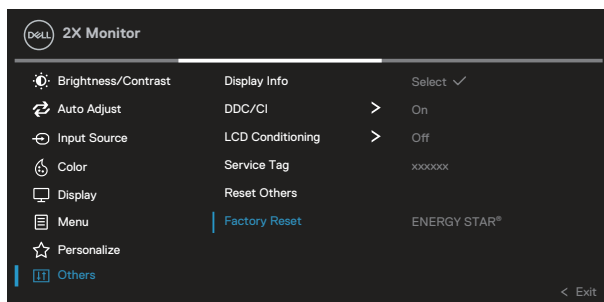 DELL 2X Monitor
Brightness/Contrast Display Info Select ✓
Auto Adjust DDC/CI > On
Input Source LCD Conditioning > Off
Color Service Tag xxxxxx
Display Reset Others
Menu Factory Reset ENERGY STAR®
Personalize
Others
< Exit